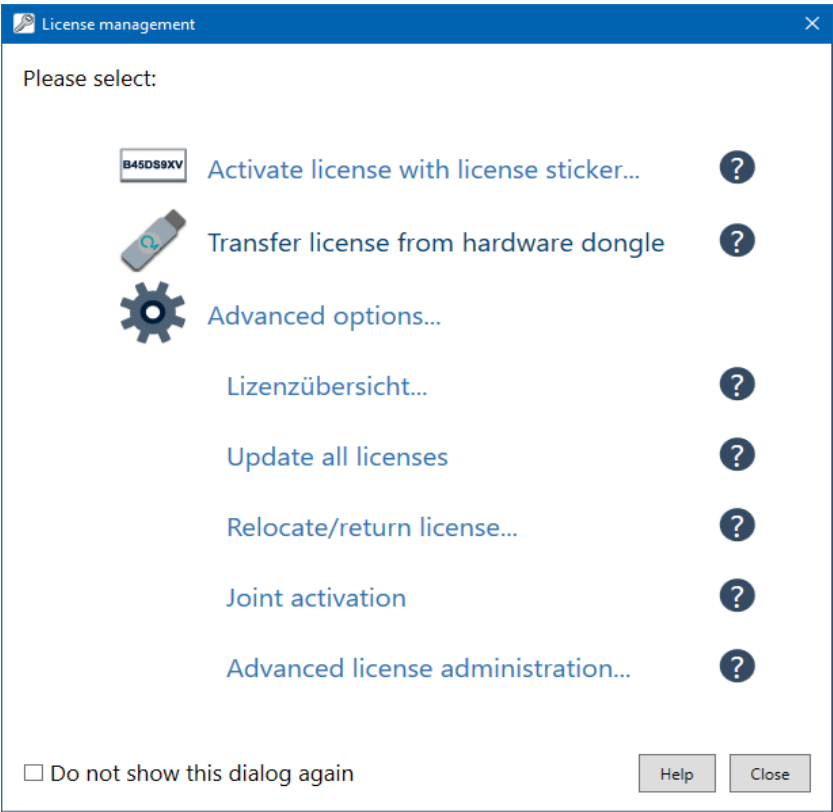 License management
Please select:
B45DS9XV
Activate license with license sticker...
?
Transfer license from hardware dongle
?
Advanced options...
Lizenzübersicht...
?
Update all licenses
?
Relocate/return license...
?
Joint activation
?
Advanced license administration...
?
Do not show this dialog again
Help
Close